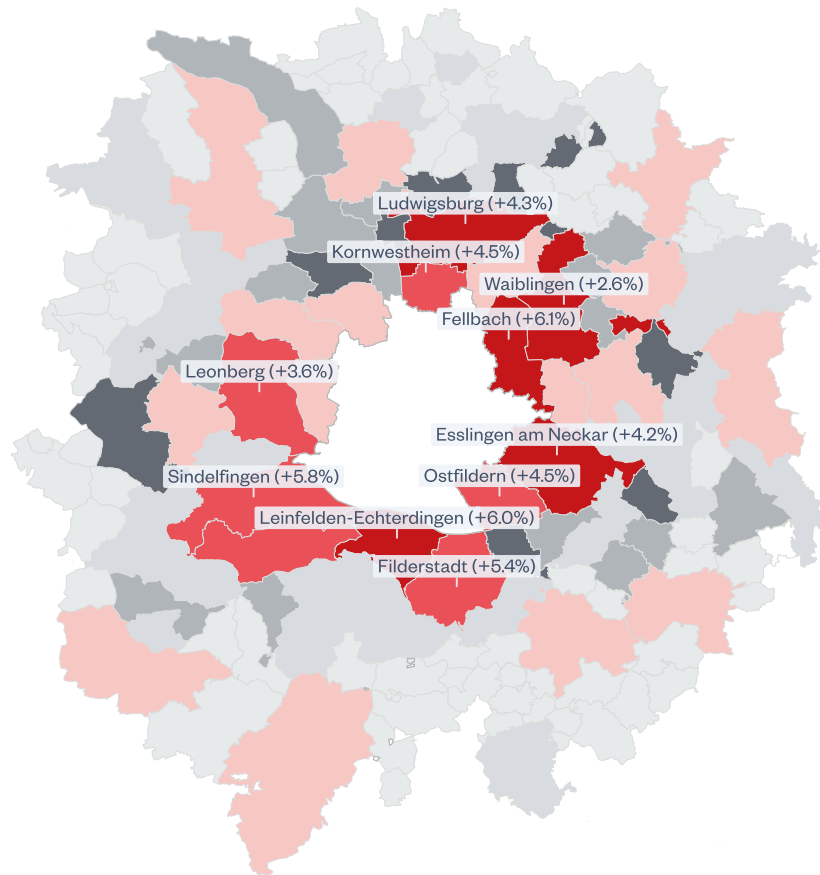 Ludwigsburg (+4.3%)
Kornwestheim (+4.5%)
Waiblingen (+2.6%)
Fellbach (+6.1%)
Leonberg (+3.6%)
Esslingen am Neckar (+4.2%)
Sindelfingen (+5.8%)
Ostfildern (+4.5%)
Leinfelden-Echterdingen (+6.0%)
Filderstadt (+5.4%)